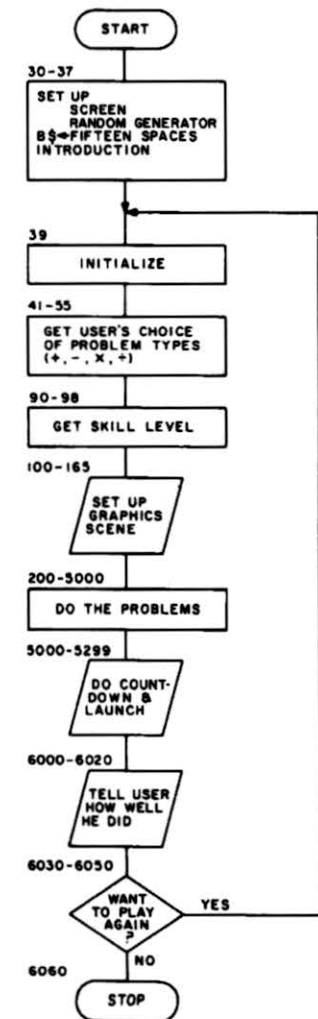 START
30-37
SET UP
SCREEN
RANDOM GENERATOR
B$←FIFTEEN SPACES
INTRODUCTION
39
INITIALIZE
41-55
GET USER'S CHOICE
OF PROBLEM TYPES
(+, -, X, ÷)
90-98
GET SKILL LEVEL
100-165
SET UP
GRAPHICS
SCENE
200-5000
DO THE PROBLEMS
5000-5299
DO COUNT-
DOWN &
LAUNCH
6000-6020
TELL USER
HOW WELL
HE DID
6030-6050
WANT
TO PLAY
AGAIN
?
YES
NO
6060
STOP